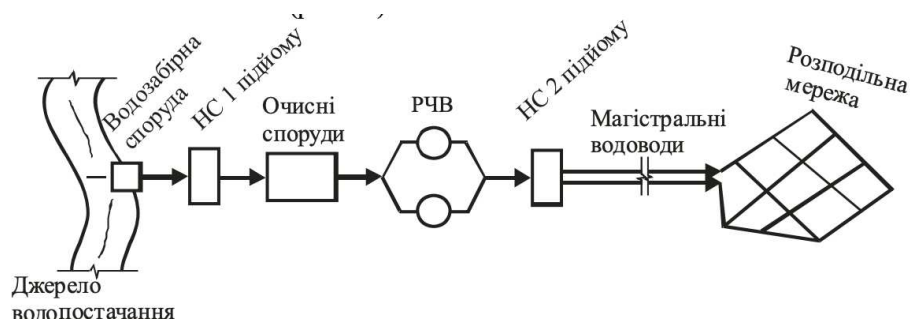 Водозабірна
споруда
НС 1 підйому
Очисні
споруди
РЧВ
НС 2 підйому
Магістральні
водоводи
Розподільна
мережа
Джерело
водопостачання